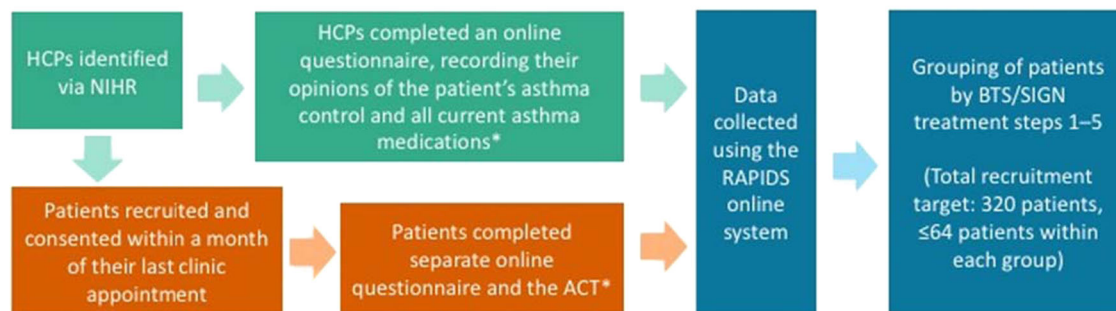 HCPs identified
via NIHR
HCPs completed an online
questionnaire, recording their
opinions of the patient's asthma
control and all current asthma
medications*
Patients recruited and
consented within a month
of their last clinic
appointment
Patients completed
separate online
questionnaire and the ACT*
Data
collected
using the
RAPIDS
online
system
Grouping of patients
by BTS/SIGN
treatment steps 1–5
(Total recruitment
target: 320 patients,
≤64 patients within
each group)